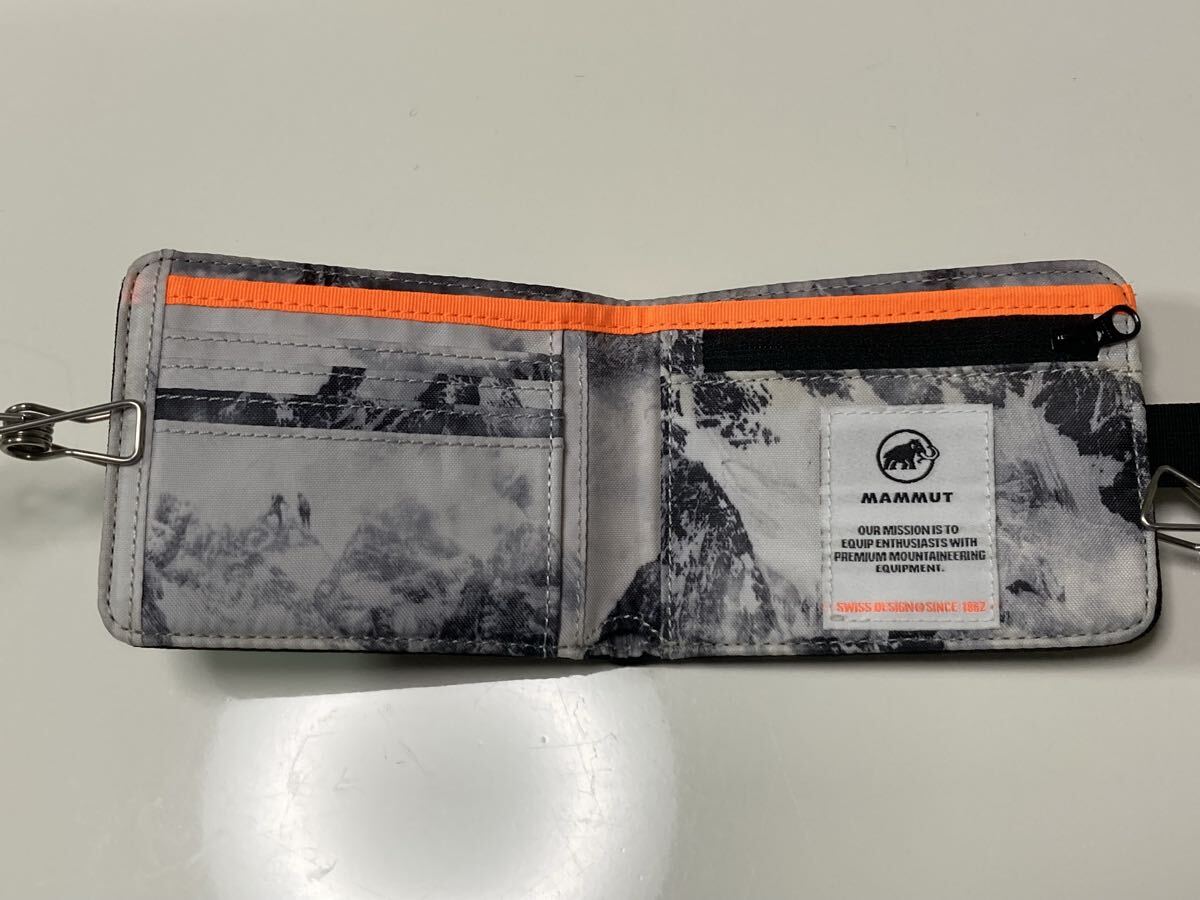 MAMMUT
OUR MISSION IS TO
EQUIP ENTHUSIASTS WITH
PREMIUM MOUNTAINEERING
EQUIPMENT.
SWISS DESIGN SINCE 1862